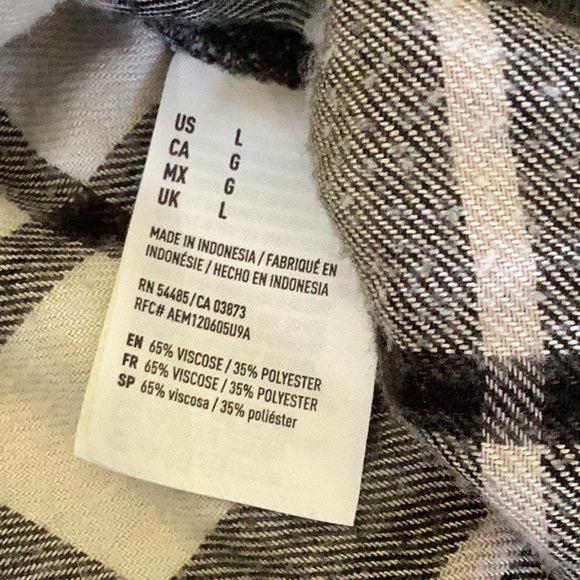 US L
CA G
MX G
UK L
MADE IN INDONESIA / FABRIQUÉ EN
INDONÉSIE / HECHO EN INDONESIA
RN 54485/CA 03873
RFC# AEM120605U9A
EN 65% VISCOSE / 35% POLYESTER
FR 65% VISCOSE / 35% POLYESTER
SP 65% viscosa / 35% poliéster